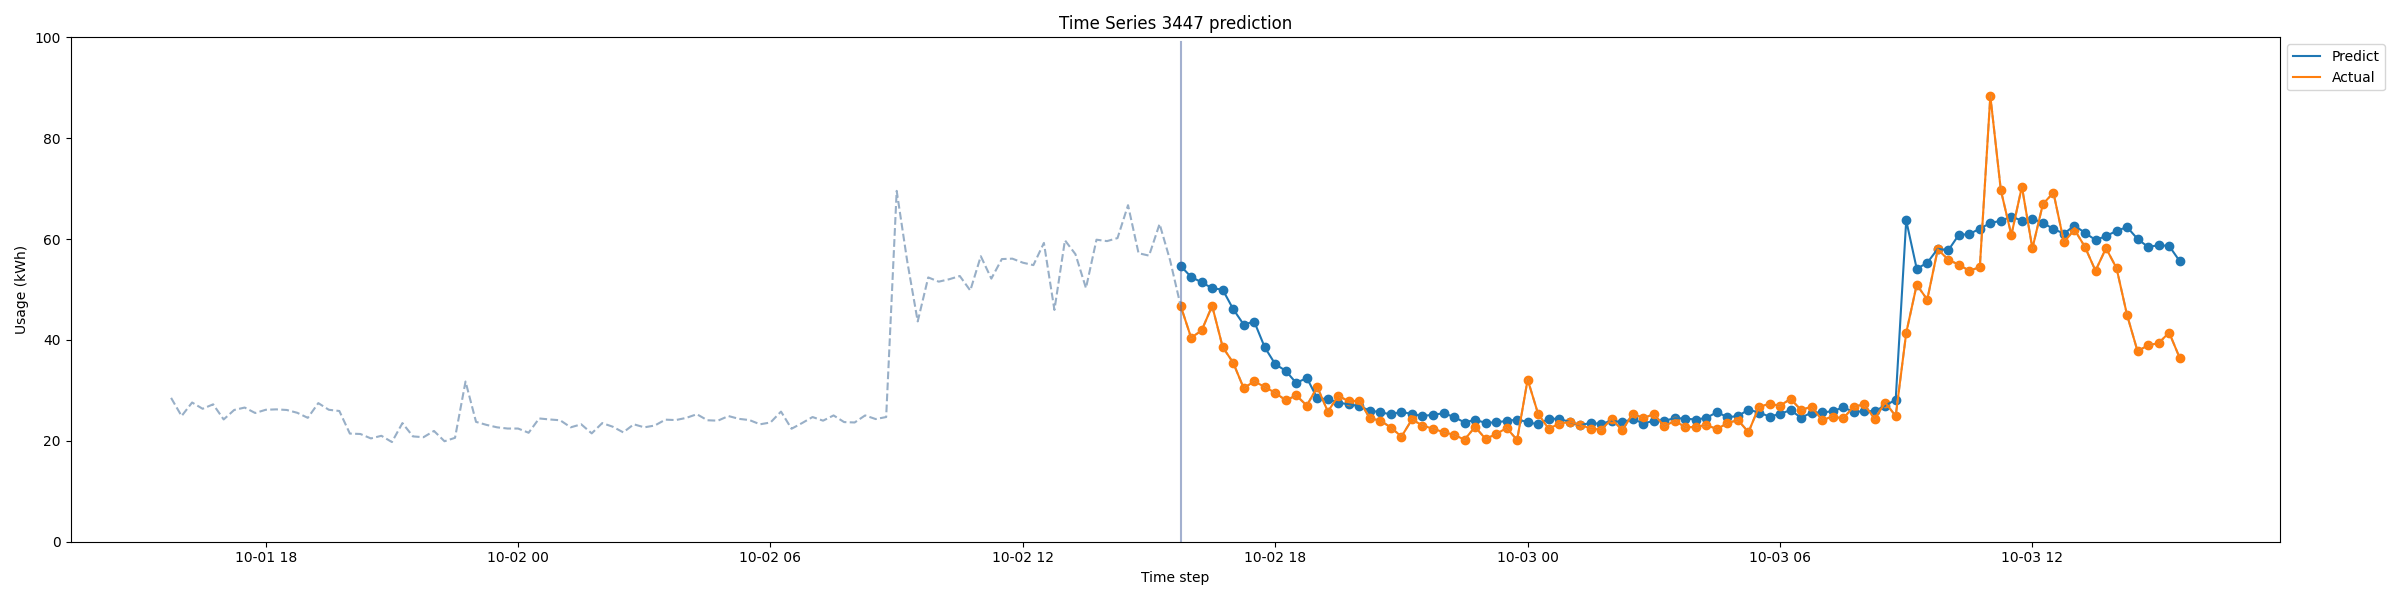 Time Series 3447 prediction
Predict
Actual
Usage (kWh)
100
80
60
40
20
0
10-01 18
10-02 00
10-02 06
10-02 12
10-02 18
10-03 00
10-03 06
10-03 12
Time step